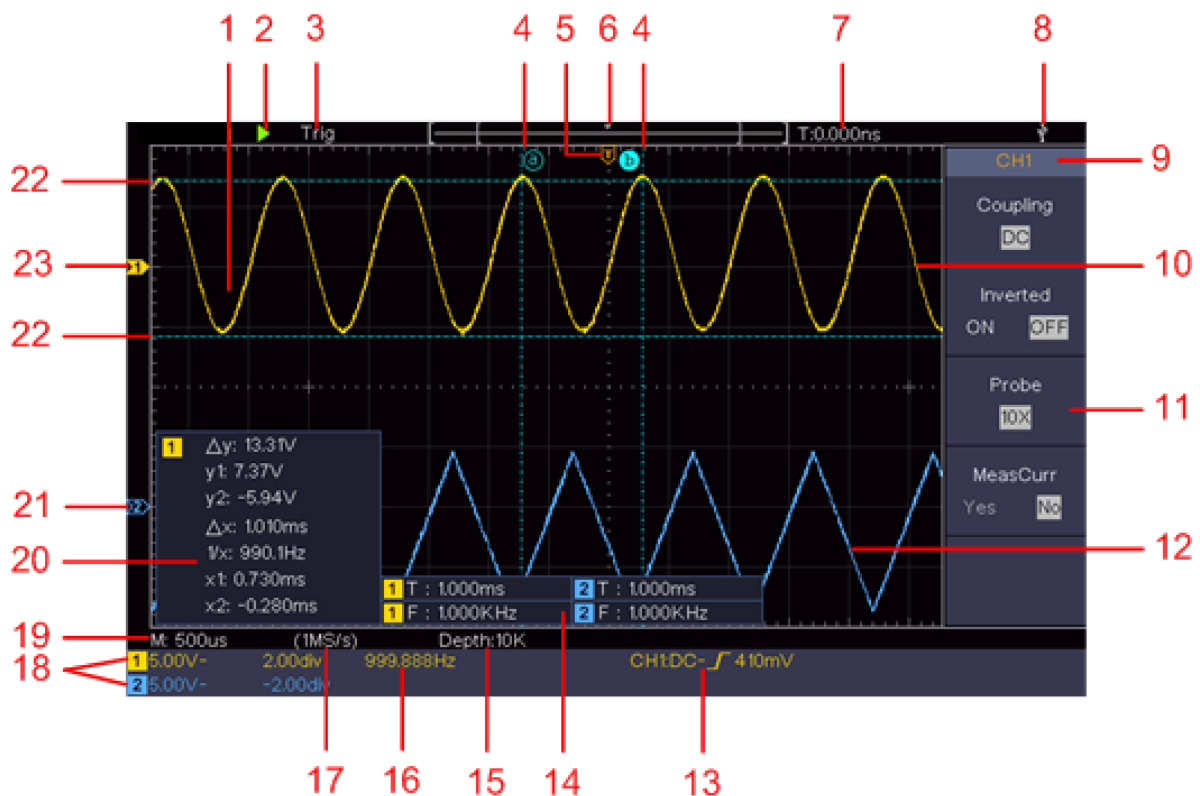 1 2 3 4 5 6 4 7 8
Trig T:0.000ns
a T b
9
CH1
22
Coupling
DC
23 1
10
Inverted
ON OFF
22
Probe
10X
11
1 △y: 13.31V
y1: 7.37V
y2: -5.94V
△x: 1.010ms
1/x: 990.1Hz
x1: 0.730ms
x2: -0.280ms
MeasCurr
Yes No
21 2
12
20
1 T : 1.000ms 2 T : 1.000ms
1 F : 1.000KHz 2 F : 1.000KHz
19 M: 500us (1MS/s) Depth:10K
18
1 5.00V- 2.00div 999.888Hz CH1:DC- 410mV
2 5.00V- -2.00div
17 16 15 14 13